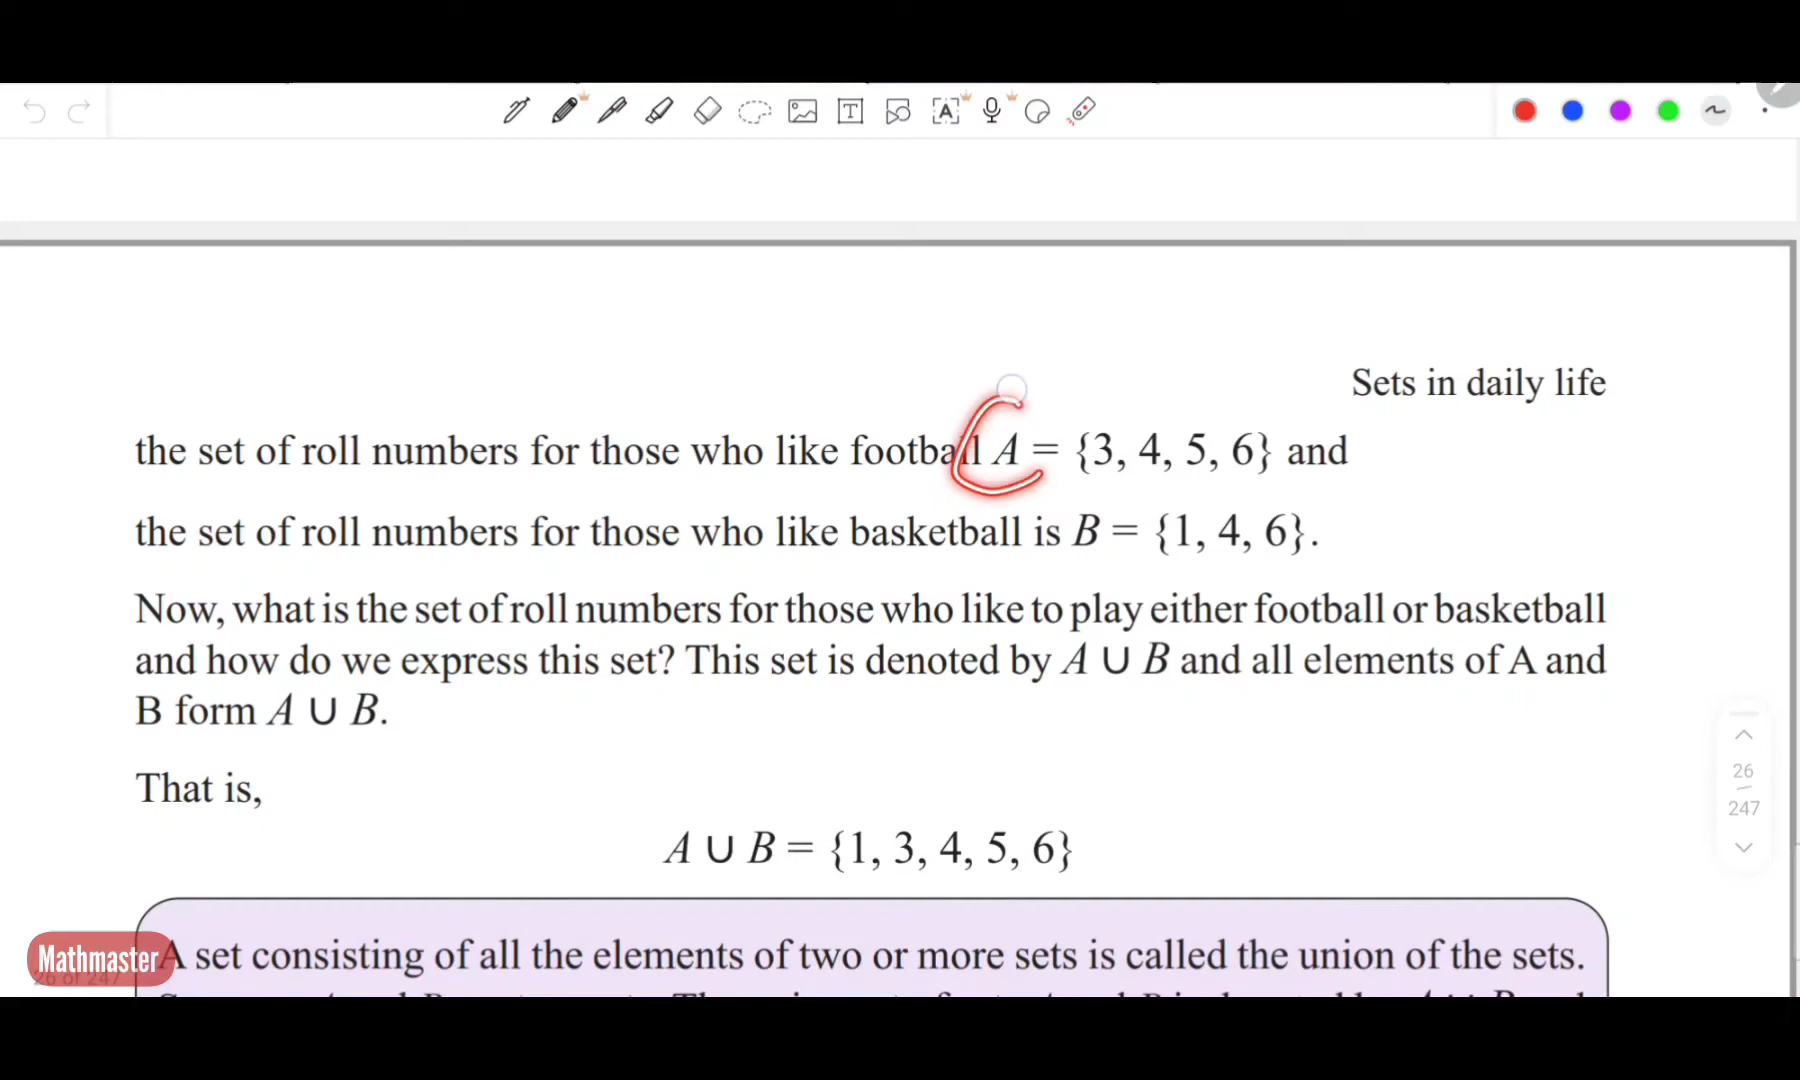 Sets in daily life
the set of roll numbers for those who like football A = {3, 4, 5, 6} and
the set of roll numbers for those who like basketball is B = {1, 4, 6}.
Now, what is the set of roll numbers for those who like to play either football or basketball
and how do we express this set? This set is denoted by A ∪ B and all elements of A and
B form A ∪ B.
That is,
A ∪ B = {1, 3, 4, 5, 6}
A set consisting of all the elements of two or more sets is called the union of the sets.
Mathmaster
26 of 247
26
247